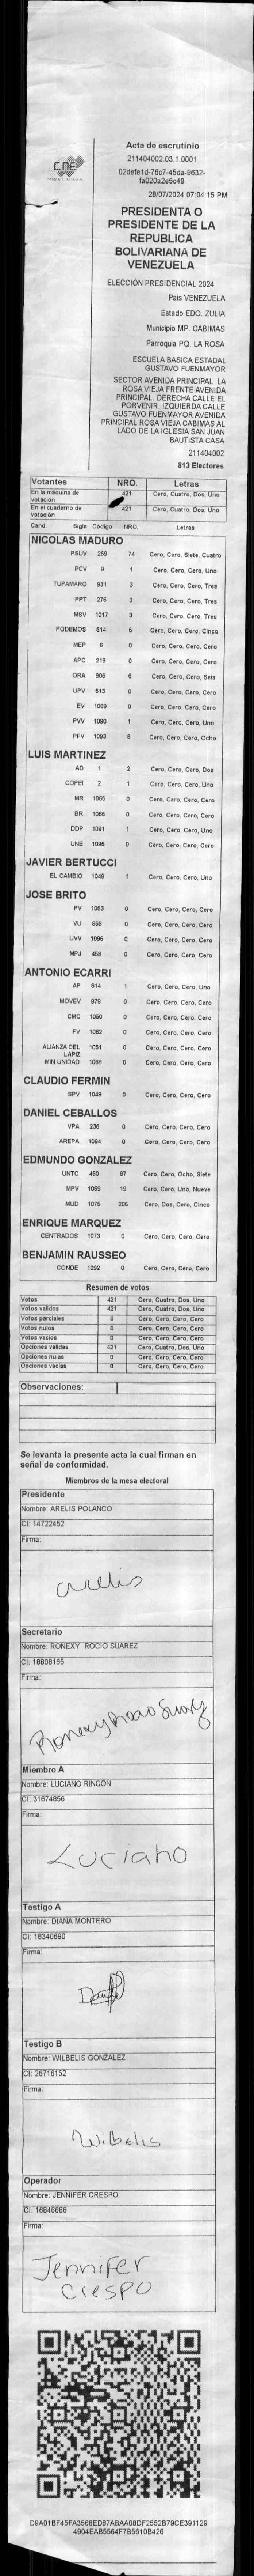 CNE
Acta de escrutinio
211404002.03.1.0001
02defe1d-76c7-45da-9632-
fa020a2e5c49
28/07/2024 07:04:15 PM
PRESIDENTA O
PRESIDENTE DE LA
REPUBLICA
BOLIVARIANA DE
VENEZUELA
ELECCIÓN PRESIDENCIAL 2024
País VENEZUELA
Estado EDO. ZULIA
Municipio MP. CABIMAS
Parroquia PQ. LA ROSA
ESCUELA BASICA ESTADAL
GUSTAVO FUENMAYOR
SECTOR AVENIDA PRINCIPAL LA
ROSA VIEJA FRENTE AVENIDA
PRINCIPAL. DERECHA CALLE EL
PORVENIR. IZQUIERDA CALLE
GUSTAVO FUENMAYOR AVENIDA
PRINCIPAL ROSA VIEJA CABIMAS AL
LADO DE LA IGLESIA SAN JUAN
BAUTISTA CASA
211404002
813 Electores
Votantes NRO. Letras
En la máquina de votación 421 Cero, Cuatro, Dos, Uno
En el cuaderno de votación 421 Cero, Cuatro, Dos, Uno
Cand. Sigla Código NRO. Letras
NICOLAS MADURO
PSUV 269 74 Cero, Cero, Siete, Cuatro
PCV 9 1 Cero, Cero, Cero, Uno
TUPAMARO 931 3 Cero, Cero, Cero, Tres
PPT 276 3 Cero, Cero, Cero, Tres
MSV 1017 3 Cero, Cero, Cero, Tres
PODEMOS 514 5 Cero, Cero, Cero, Cinco
MEP 6 0 Cero, Cero, Cero, Cero
APC 219 0 Cero, Cero, Cero, Cero
ORA 906 6 Cero, Cero, Cero, Seis
UPV 513 0 Cero, Cero, Cero, Cero
EV 1089 0 Cero, Cero, Cero, Cero
PVV 1090 1 Cero, Cero, Cero, Uno
PFV 1093 8 Cero, Cero, Cero, Ocho
LUIS MARTINEZ
AD 1 2 Cero, Cero, Cero, Dos
COPEI 2 1 Cero, Cero, Cero, Uno
MR 1065 0 Cero, Cero, Cero, Cero
BR 1066 0 Cero, Cero, Cero, Cero
DDP 1091 1 Cero, Cero, Cero, Uno
UNE 1095 0 Cero, Cero, Cero, Cero
JAVIER BERTUCCI
EL CAMBIO 1046 1 Cero, Cero, Cero, Uno
JOSE BRITO
PV 1053 0 Cero, Cero, Cero, Cero
VU 868 0 Cero, Cero, Cero, Cero
UVV 1096 0 Cero, Cero, Cero, Cero
MPJ 458 0 Cero, Cero, Cero, Cero
ANTONIO ECARRI
AP 614 1 Cero, Cero, Cero, Uno
MOVEV 978 0 Cero, Cero, Cero, Cero
CMC 1050 0 Cero, Cero, Cero, Cero
FV 1082 0 Cero, Cero, Cero, Cero
ALIANZA DEL LAPIZ 1051 0 Cero, Cero, Cero, Cero
MIN UNIDAD 1088 0 Cero, Cero, Cero, Cero
CLAUDIO FERMIN
SPV 1049 0 Cero, Cero, Cero, Cero
DANIEL CEBALLOS
VPA 236 0 Cero, Cero, Cero, Cero
AREPA 1094 0 Cero, Cero, Cero, Cero
EDMUNDO GONZALEZ
UNTC 460 87 Cero, Cero, Ocho, Siete
MPV 1069 19 Cero, Cero, Uno, Nueve
MUD 1075 205 Cero, Dos, Cero, Cinco
ENRIQUE MARQUEZ
CENTRADOS 1073 0 Cero, Cero, Cero, Cero
BENJAMIN RAUSSEO
CONDE 1092 0 Cero, Cero, Cero, Cero
Resumen de votos
Votos 421 Cero, Cuatro, Dos, Uno
Votos validos 421 Cero, Cuatro, Dos, Uno
Votos parciales 0 Cero, Cero, Cero, Cero
Votos nulos 0 Cero, Cero, Cero, Cero
Votos vacios 0 Cero, Cero, Cero, Cero
Opciones validas 421 Cero, Cuatro, Dos, Uno
Opciones nulas 0 Cero, Cero, Cero, Cero
Opciones vacias 0 Cero, Cero, Cero, Cero
Observaciones:
Se levanta la presente acta la cual firman en
señal de conformidad.
Miembros de la mesa electoral
Presidente
Nombre: ARELIS POLANCO
CI: 14722452
Firma:
Arelis
Secretario
Nombre: RONEXY ROCIO SUAREZ
CI: 18808165
Firma:
Ronexy Rocio Suarez
Miembro A
Nombre: LUCIANO RINCON
CI: 31674856
Firma:
Luciano
Testigo A
Nombre: DIANA MONTERO
CI: 18340690
Firma:
Testigo B
Nombre: WILBELIS GONZALEZ
CI: 26716152
Firma:
Wilbelis
Operador
Nombre: JENNIFER CRESPO
CI: 16846686
Firma:
Jennifer
Crespo
D9A01BF45FA3568ED87ABAA08DF2552B79CE391129
4904EAB5564F7B5610B426